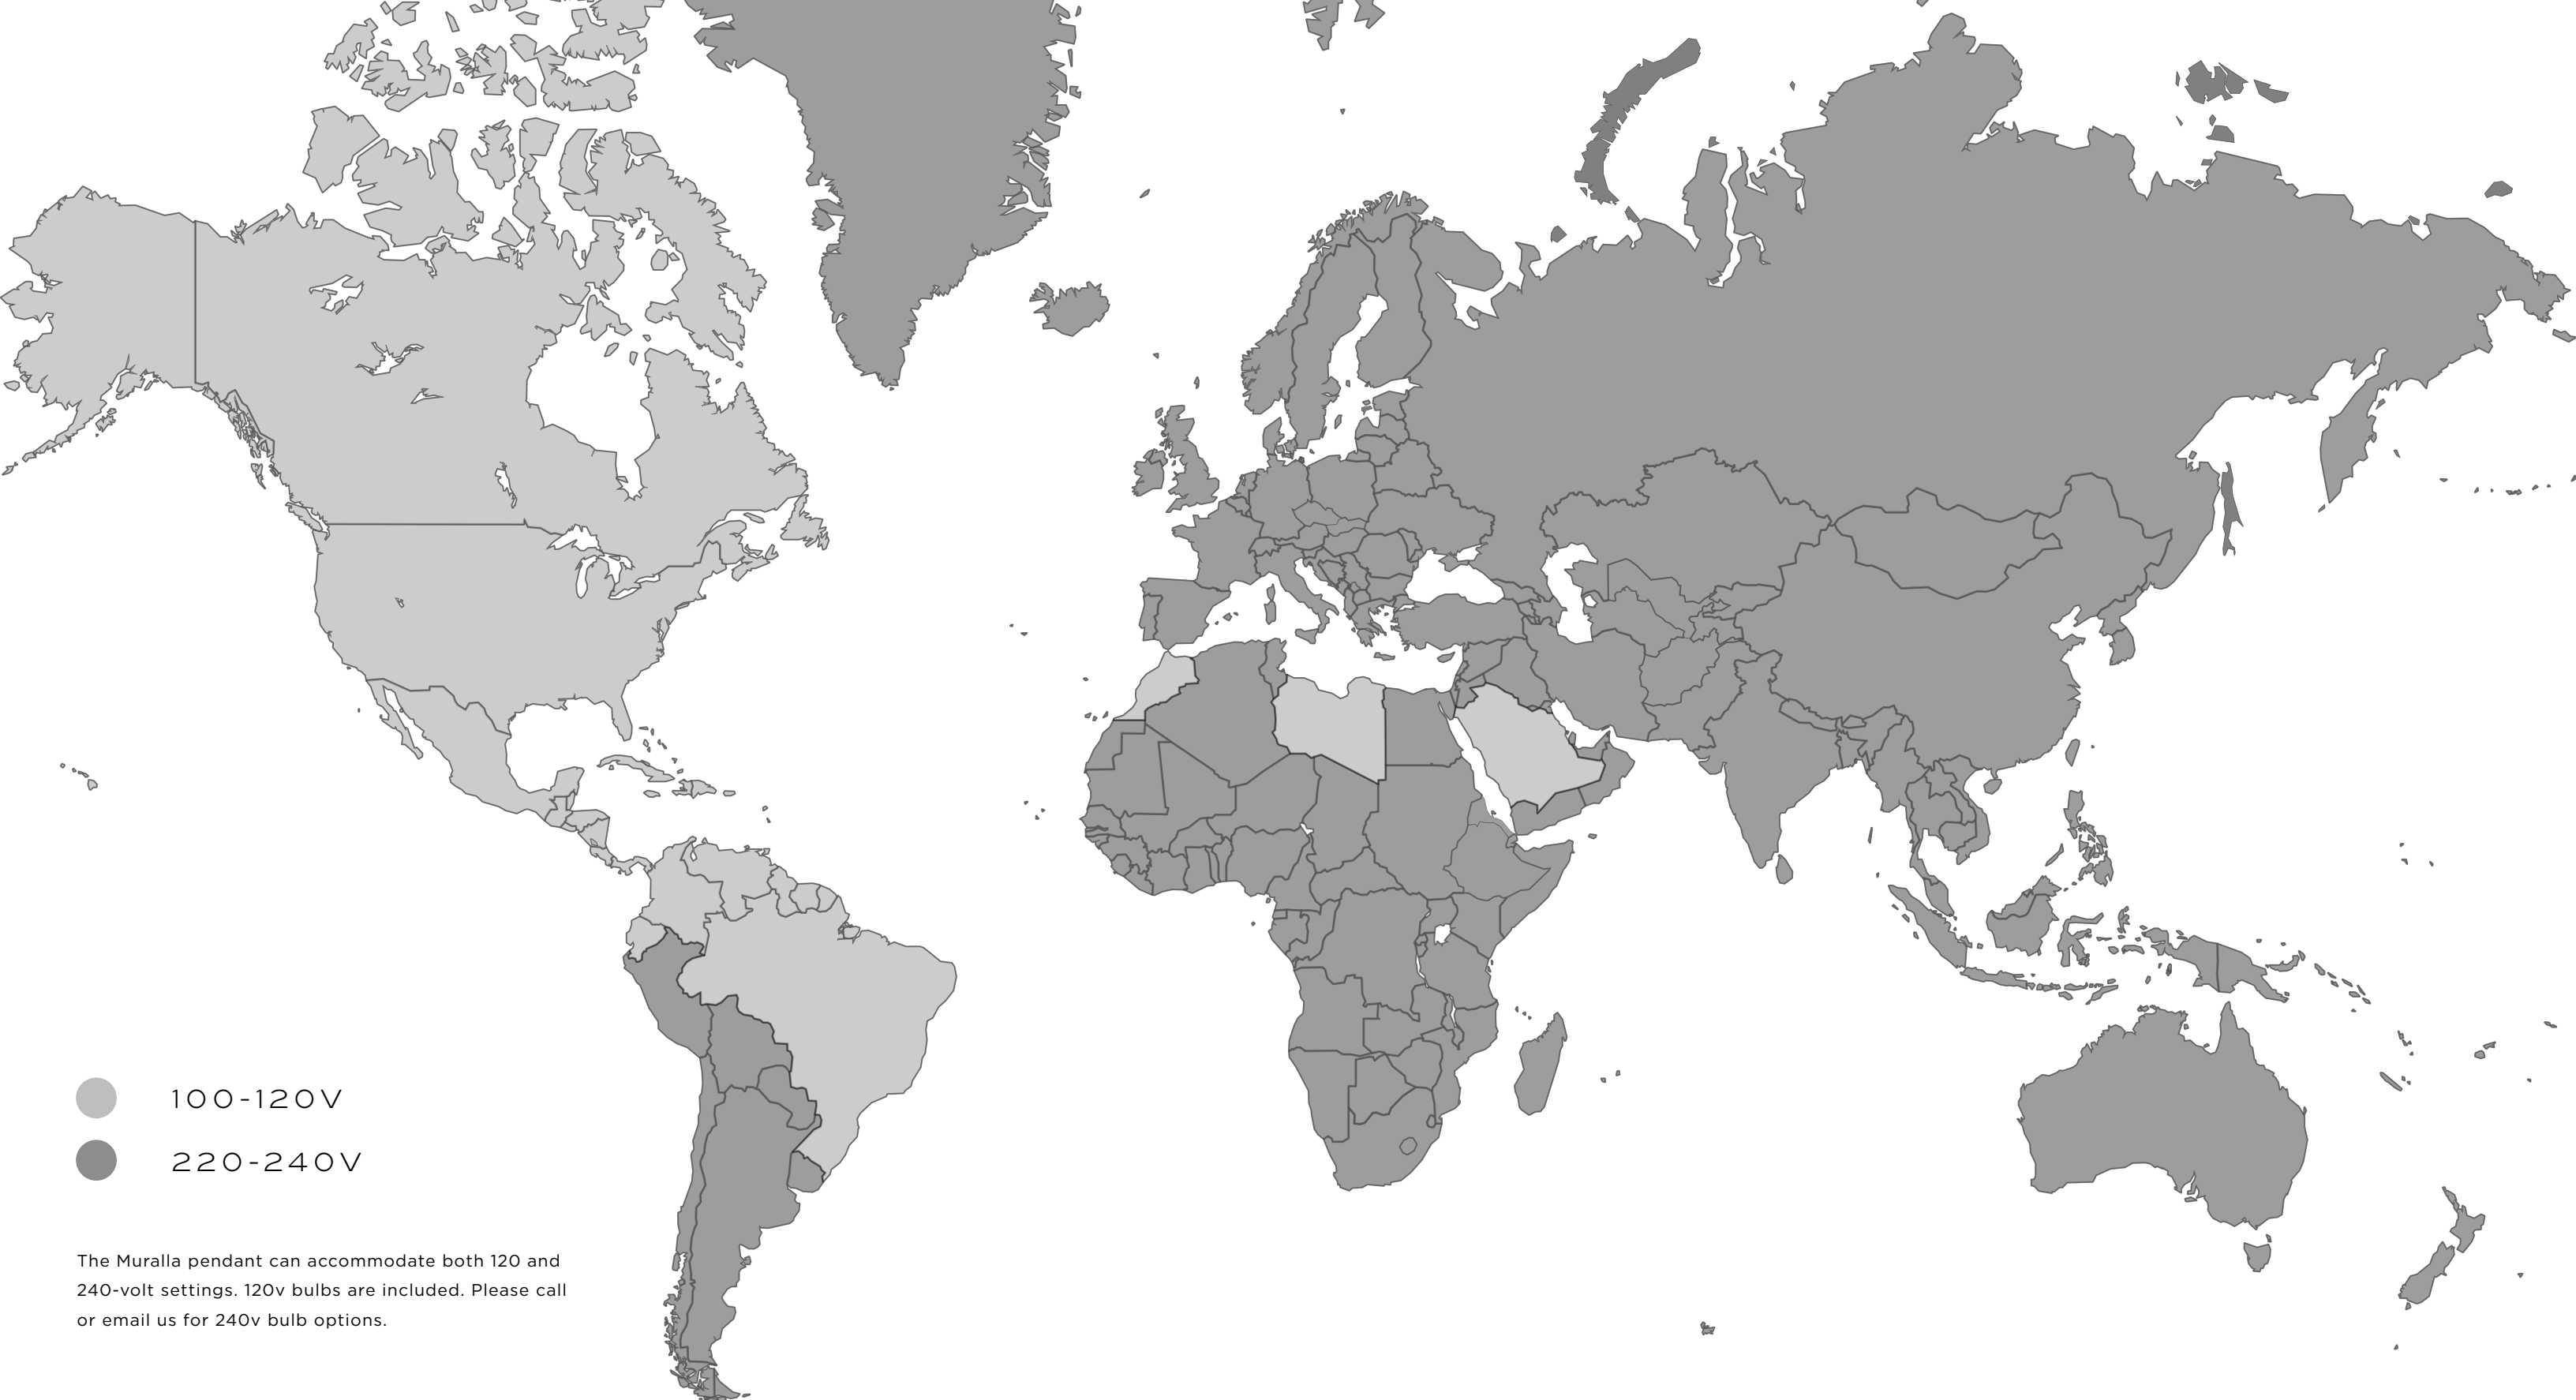 100-120V
220-240V
The Muralla pendant can accommodate both 120 and
240-volt settings. 120v bulbs are included. Please call
or email us for 240v bulb options.